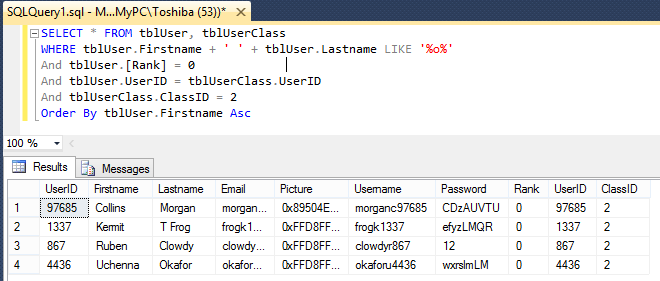 SQLQuery1.sql - M...MyPC\Toshiba (53))*
SELECT * FROM tblUser, tblUserClass
WHERE tblUser.Firstname + ' ' + tblUser.Lastname LIKE '%o%'
And tblUser.[Rank] = 0
And tblUser.UserID = tblUserClass.UserID
And tblUserClass.ClassID = 2
Order By tblUser.Firstname Asc
100 %
Results Messages
UserID Firstname Lastname Email Picture Username Password Rank UserID ClassID
1 97685 Collins Morgan morgan... 0x89504E... morganc97685 CDzAUVTU 0 97685 2
2 1337 Kermit T Frog frogk1... 0xFFD8FF... frogk1337 efyzLMQR 0 1337 2
3 867 Ruben Clowdy clowdy... 0xFFD8FF... clowdyr867 12 0 867 2
4 4436 Uchenna Okafor okafor... 0xFFD8FF... okaforu4436 wxrslmLM 0 4436 2